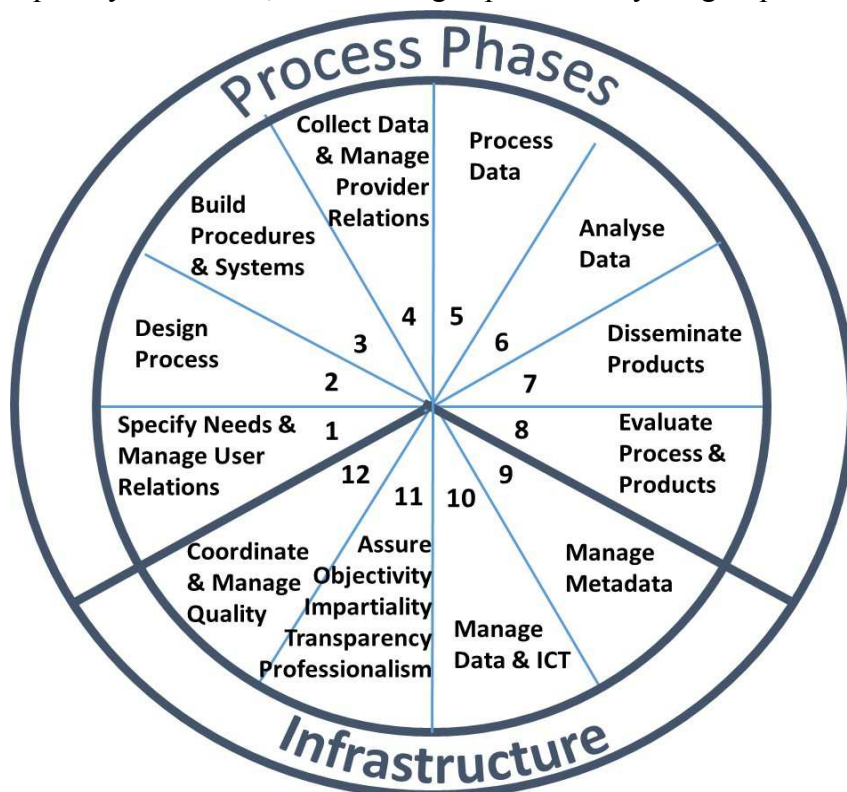 Process Phases
Collect Data
& Manage
Provider
Relations
4
Process
Data
5
Build
Procedures
& Systems
3
Analyse
Data
6
Design
Process
2
Disseminate
Products
7
Specify Needs &
Manage User
Relations
1
Evaluate
Process &
Products
8
12
Coordinate
& Manage
Quality
11
Assure
Objectivity
Impartiality
Transparency
Professionalism
10
Manage
Data & ICT
9
Manage
Metadata
Infrastructure